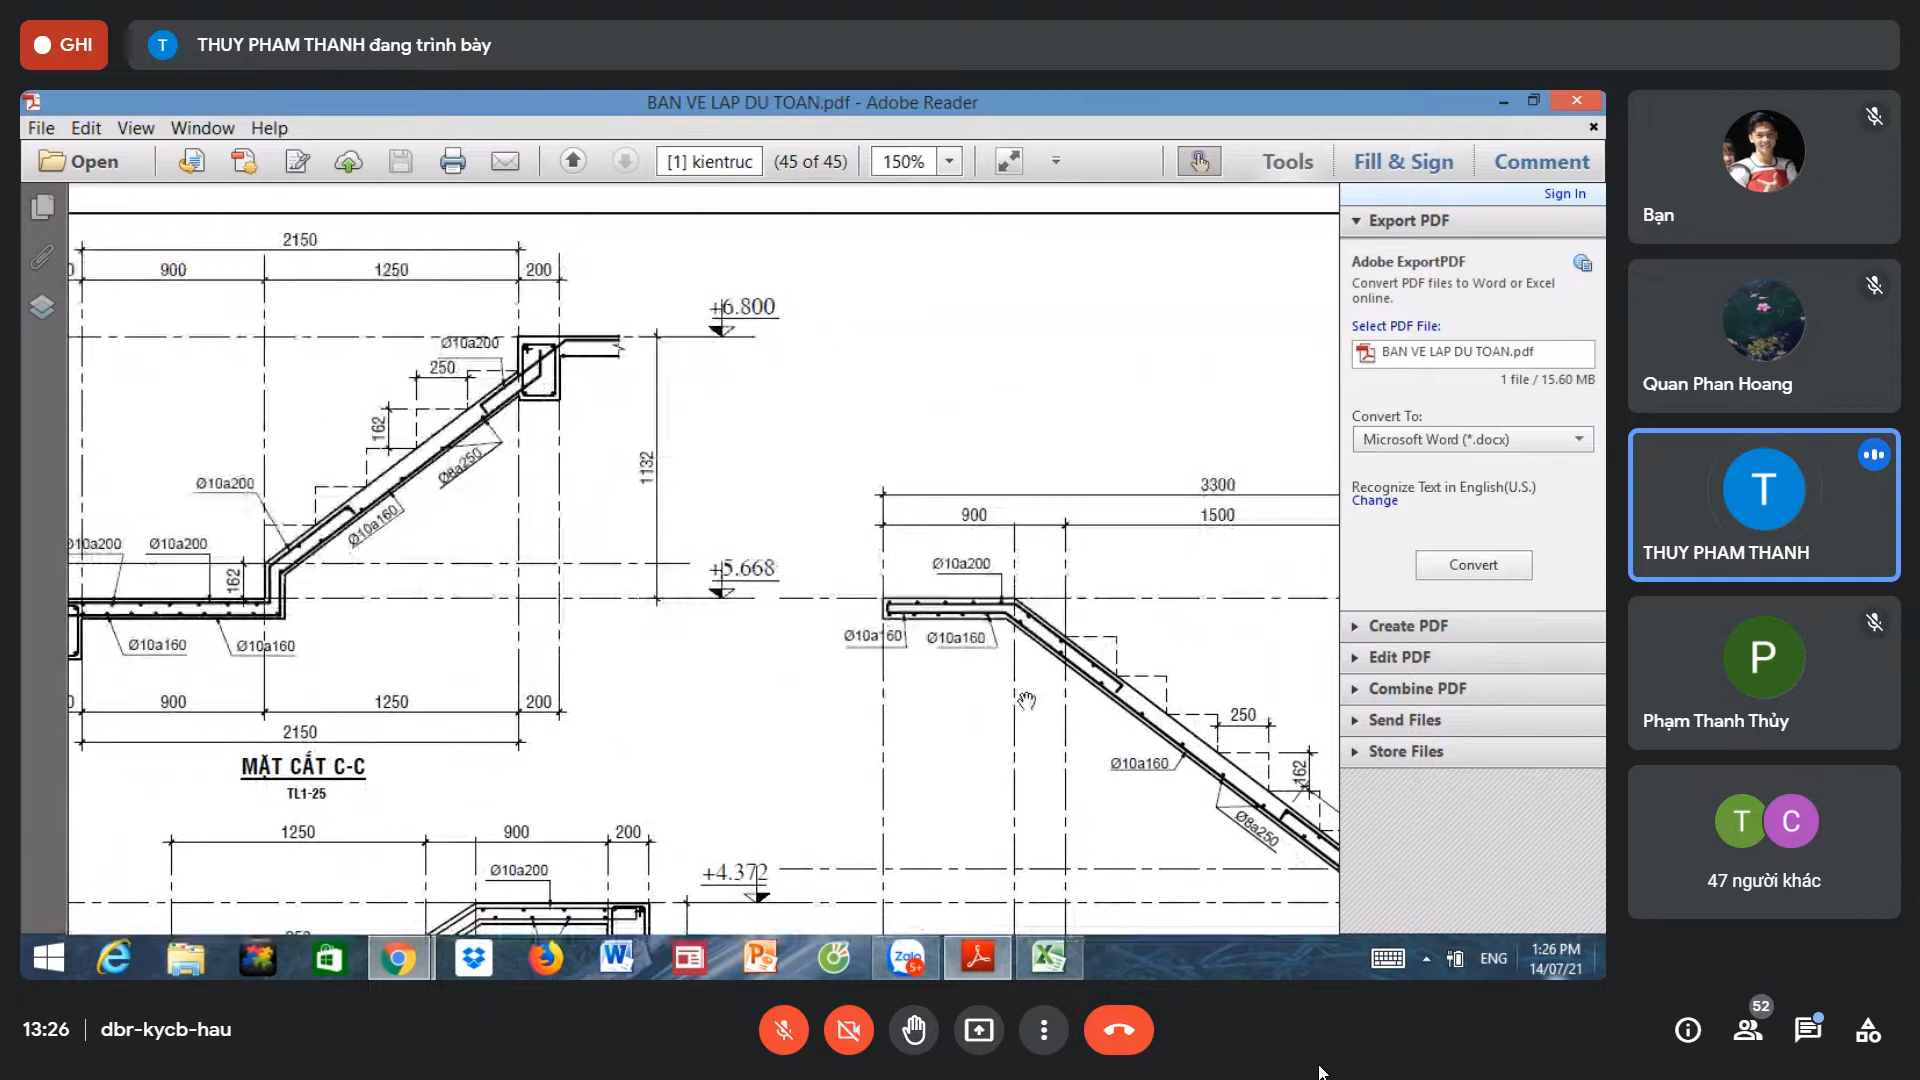 GHI
T
THUY PHAM THANH đang trình bày
BAN VE LAP DU TOAN.pdf - Adobe Reader
File Edit View Window Help
Open
[1] kientruc
(45 of 45)
150%
Tools
Fill & Sign
Comment
Sign In
Export PDF
Adobe ExportPDF
Convert PDF files to Word or Excel
online.
Select PDF File:
BAN VE LAP DU TOAN.pdf
1 file / 15.60 MB
Convert To:
Microsoft Word (*.docx)
Recognize Text in English(U.S.)
Change
Convert
Create PDF
Edit PDF
Combine PDF
Send Files
Store Files
2150
0 900 1250 200
+6.800
Ø10a200
250
162
Ø8a250
1132
Ø10a200
Ø10a160
Ø10a200 Ø10a200
162
+5.668
Ø10a160 Ø10a160
0 900 1250 200
2150
MẶT CẮT C-C
TL1-25
3300
900 1500
Ø10a200
Ø10a160 Ø10a160
250
162
Ø10a160
Ø8a250
1250 900 200
Ø10a200
+4.372
Zalo
5+
ENG
1:26 PM
14/07/21
Bạn
Quan Phan Hoang
T
THUY PHAM THANH
P
Phạm Thanh Thủy
T C
47 người khác
13:26
dbr-kycb-hau
52